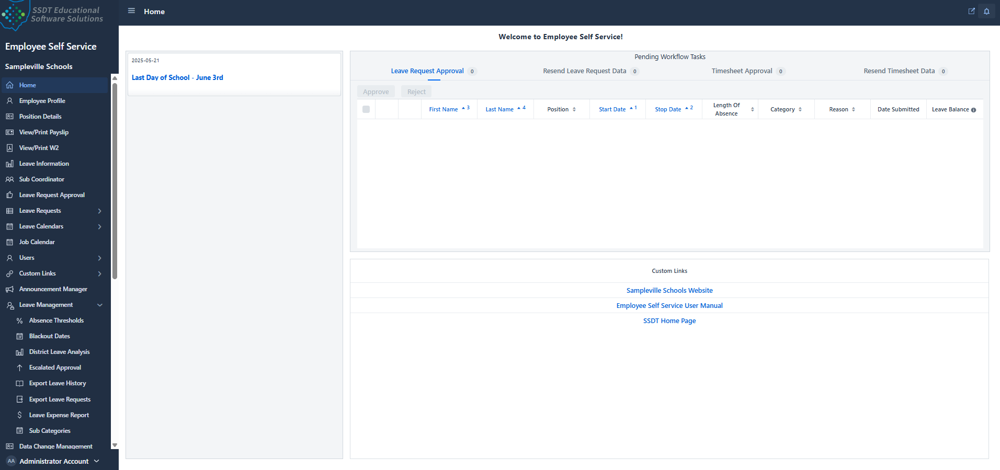 SSDT Educational
Software Solutions
Home
Employee Self Service
Sampleville Schools
Home
Employee Profile
Position Details
View/Print Payslip
View/Print W2
Leave Information
Sub Coordinator
Leave Request Approval
Leave Requests
Leave Calendars
Job Calendar
Users
Custom Links
Announcement Manager
Leave Management
% Absence Thresholds
Blackout Dates
District Leave Analysis
Escalated Approval
Export Leave History
Export Leave Requests
$ Leave Expense Report
Sub Categories
Data Change Management
AA Administrator Account
Welcome to Employee Self Service!
2025-05-21
Last Day of School - June 3rd
Pending Workflow Tasks
Leave Request Approval 0 Resend Leave Request Data 0 Timesheet Approval 0 Resend Timesheet Data 0
Approve Reject
First Name 3 Last Name 4 Position Start Date 1 Stop Date 2 Length Of Absence Category Reason Date Submitted Leave Balance
Custom Links
Sampleville Schools Website
Employee Self Service User Manual
SSDT Home Page